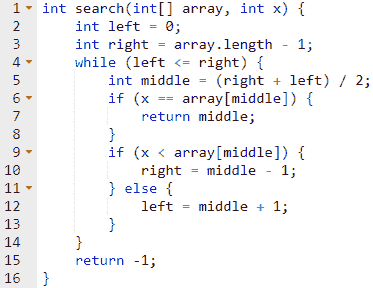 1 int search(int[] array, int x) {
2     int left = 0;
3     int right = array.length - 1;
4     while (left <= right) {
5         int middle = (right + left) / 2;
6         if (x == array[middle]) {
7             return middle;
8         }
9         if (x < array[middle]) {
10             right = middle - 1;
11         } else {
12             left = middle + 1;
13         }
14     }
15     return -1;
16 }